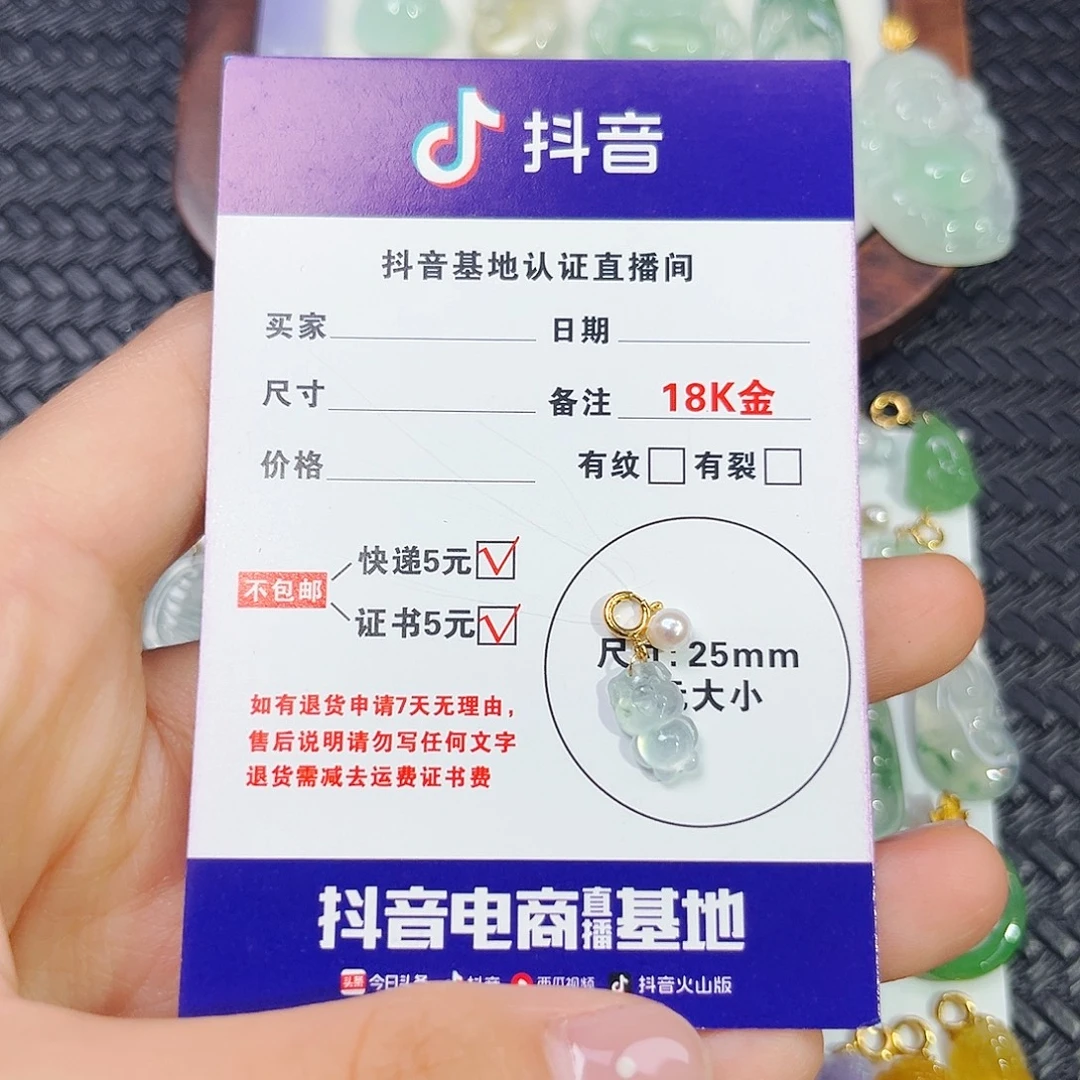 抖音
抖音基地认证直播间
买家 日期
尺寸 备注 18K金
价格 有纹 有裂
不包邮
快递5元
证书5元
尺 : 25mm
大小
如有退货申请7天无理由，
售后说明请勿写任何文字
退货需减去运费证书费
抖音电商直播基地
头条 今日头条 抖音 西瓜视频 抖音火山版